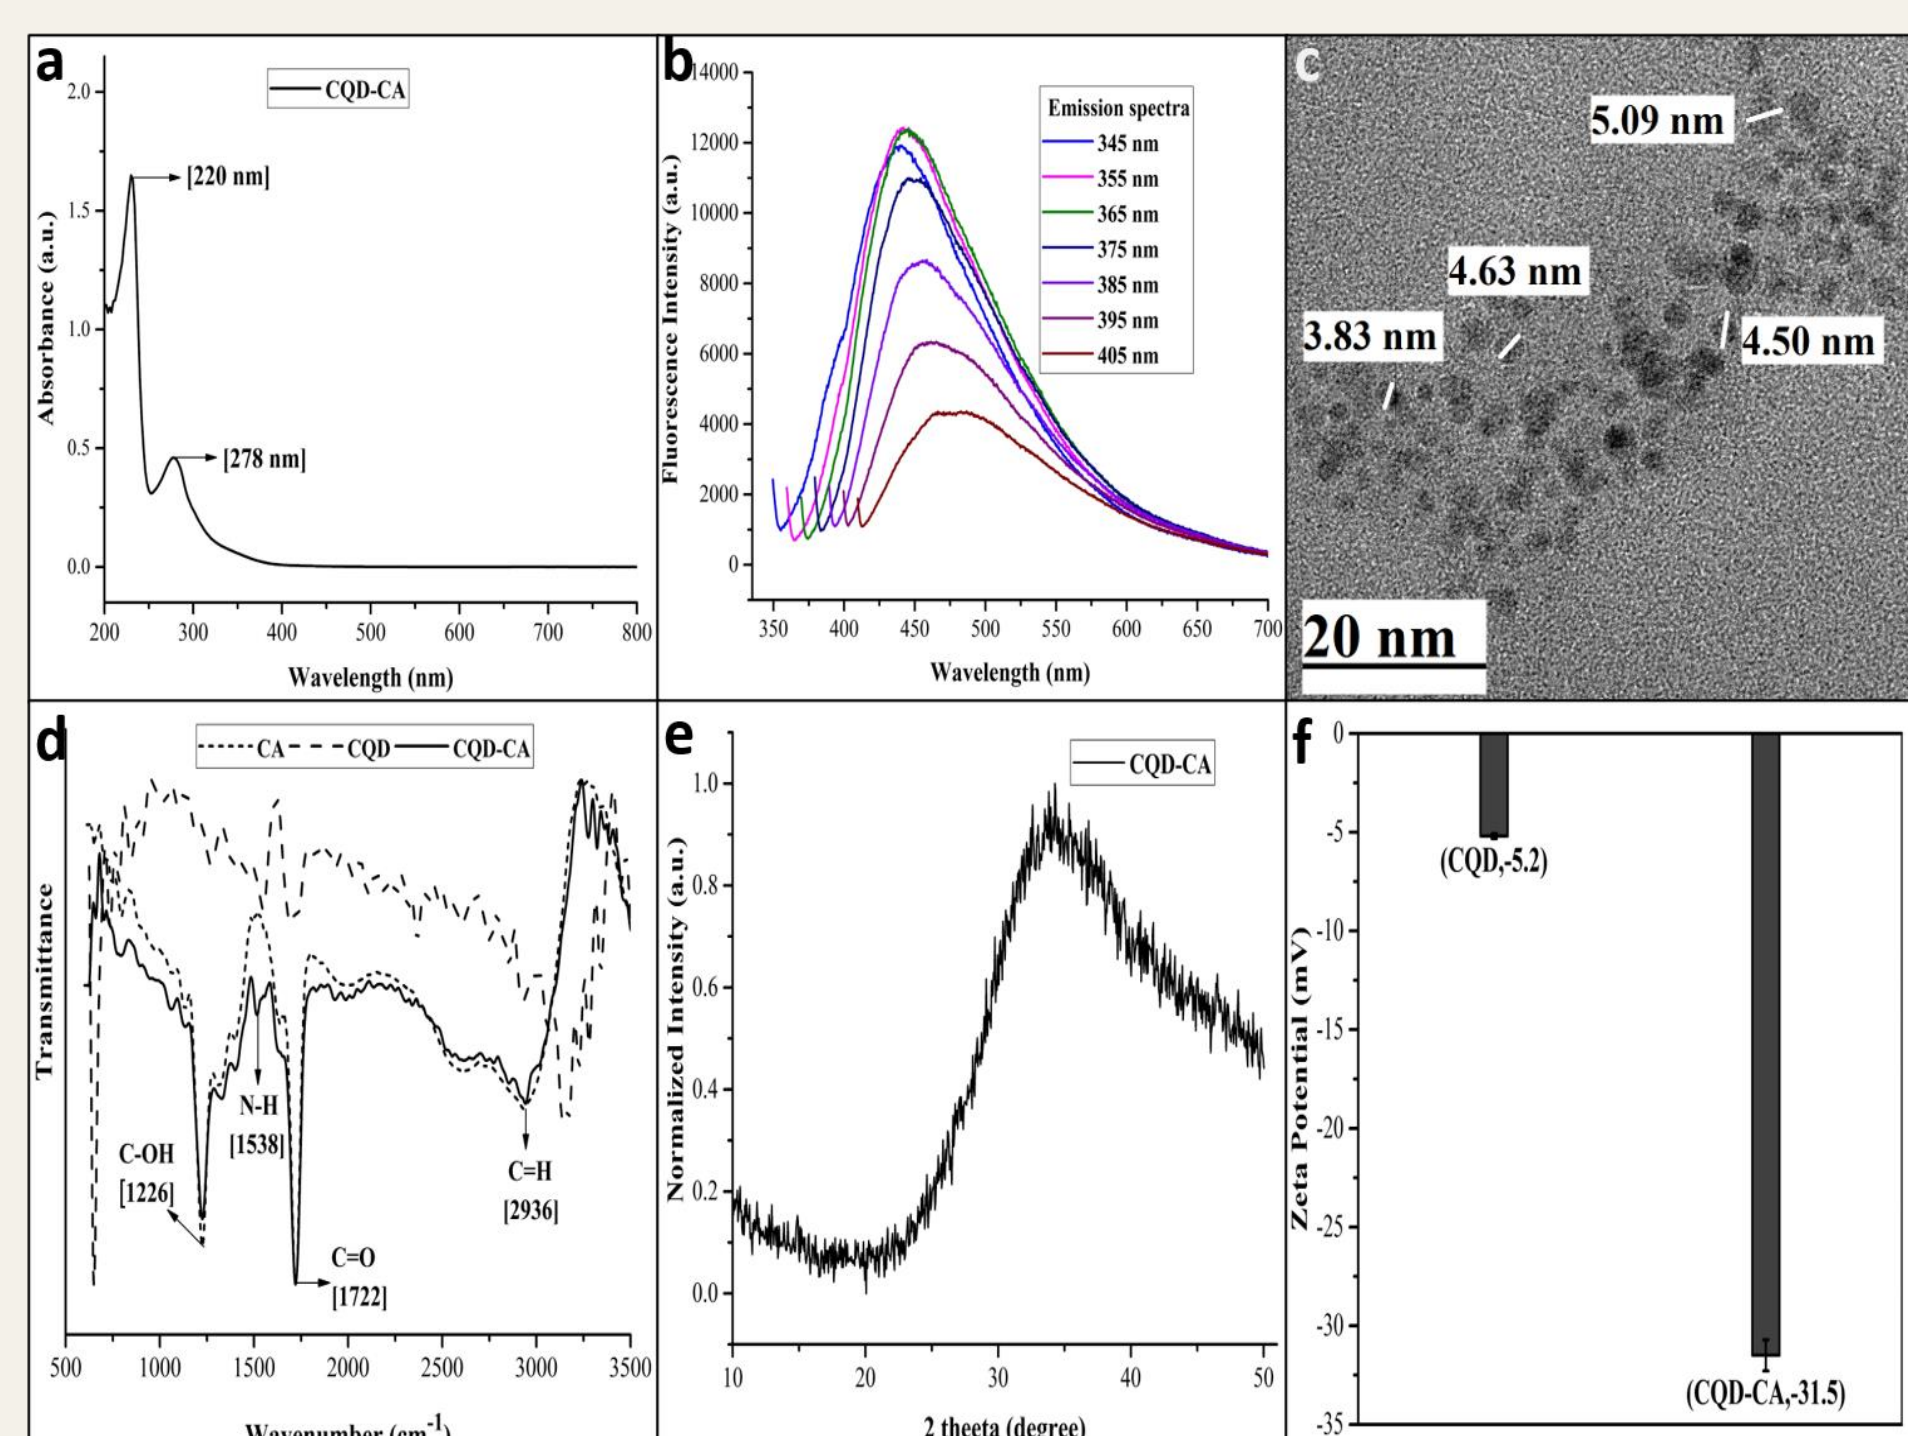 a
CQD-CA
[220 nm]
[278 nm]
2.0
1.5
1.0
0.5
0.0
Absorbance (a.u.)
200 300 400 500 600 700 800
Wavelength (nm)
b
14000
12000
10000
8000
6000
4000
2000
0
Fluorescence Intensity (a.u.)
Emission spectra
345 nm
355 nm
365 nm
375 nm
385 nm
395 nm
405 nm
350 400 450 500 550 600 650 700
Wavelength (nm)
c
5.09 nm
4.63 nm
3.83 nm
4.50 nm
20 nm
d
CA CQD CQD-CA
Transmittance
C-OH
[1226]
N-H
[1538]
C=O
[1722]
C=H
[2936]
500 1000 1500 2000 2500 3000 3500
Wavenumber (cm-1)
e
CQD-CA
1.0
0.8
0.6
0.4
0.2
0.0
Normalized Intensity (a.u.)
10 20 30 40 50
2 theeta (degree)
f
0
-5
-10
-15
-20
-25
-30
-35
Zeta Potential (mV)
(CQD,-5.2)
(CQD-CA,-31.5)